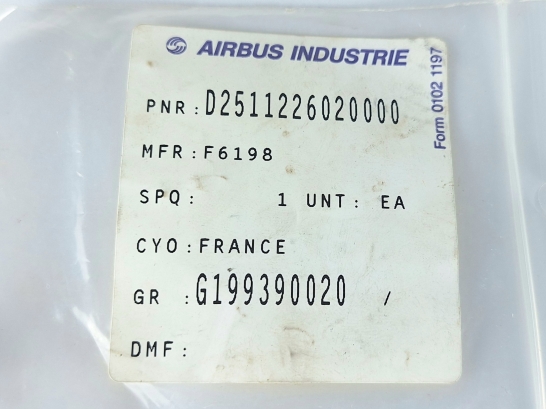 AIRBUS INDUSTRIE
Form 0102 1197
PNR:D2511226020000
MFR:F6198
SPQ: 1 UNT: EA
CYO:FRANCE
GR :G199390020 /
DMF: